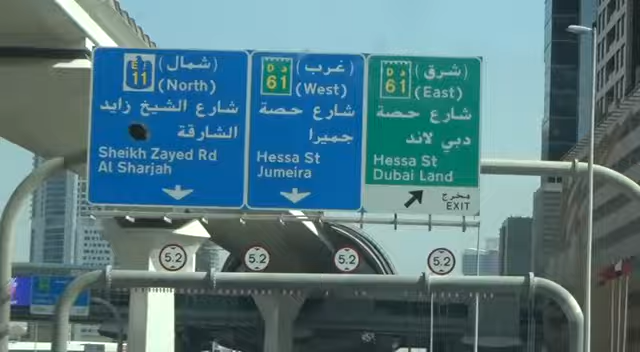 E 11 (شمال)
(North)
شارع الشيخ زايد
الشارقة
Sheikh Zayed Rd
Al Sharjah
D د 61 (غرب)
(West)
شارع حصة
جميرا
Hessa St
Jumeira
D د 61 (شرق)
(East)
شارع حصة
دبي لاند
Hessa St
Dubai Land
مخرج
EXIT
5.2
5.2
5.2
5.2